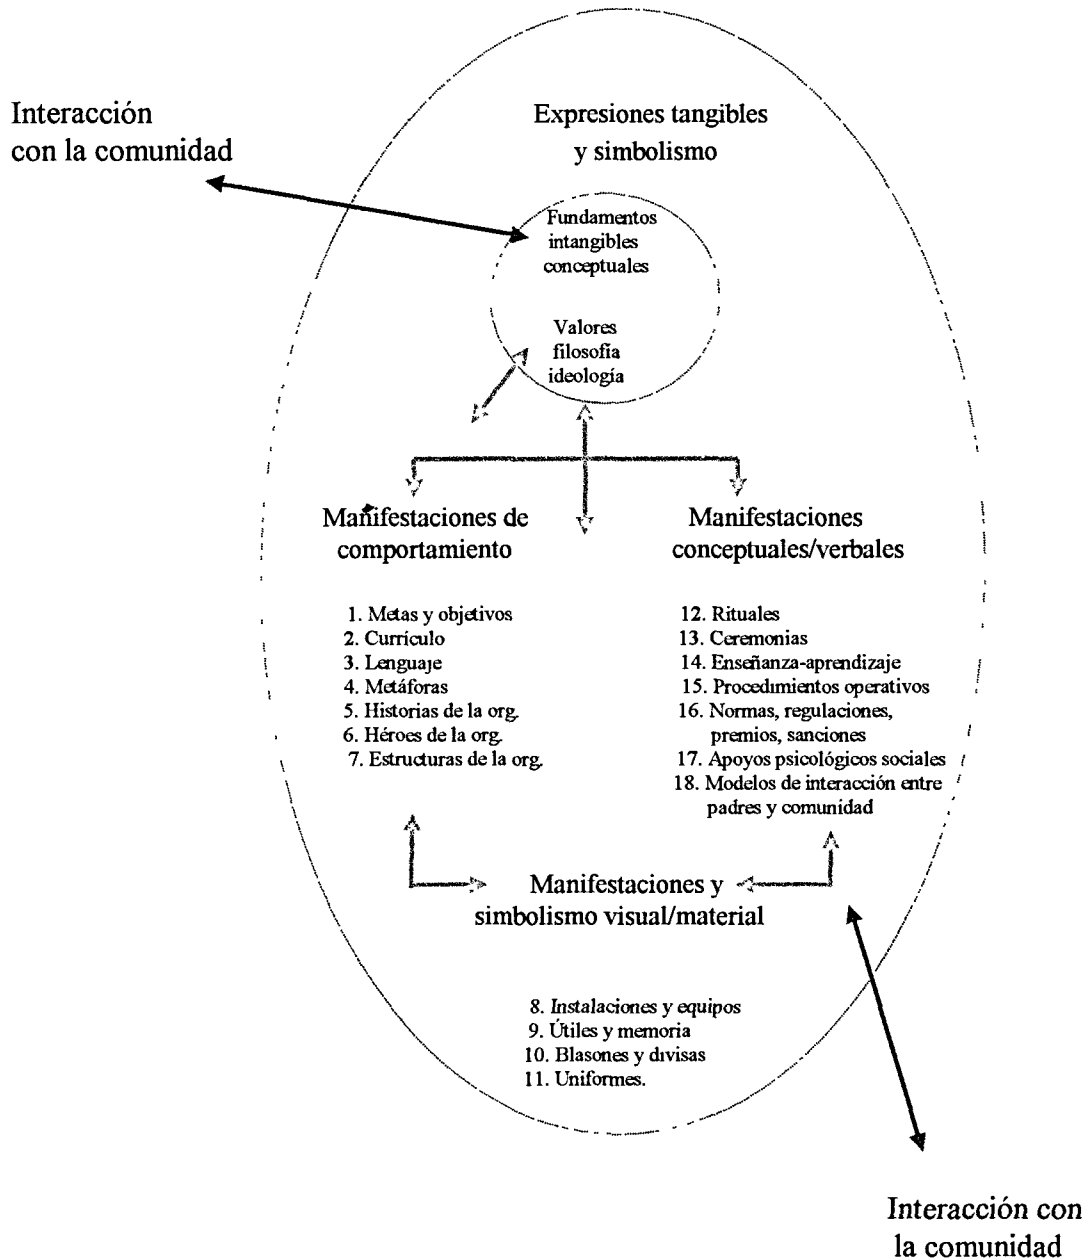 Interacción
con la comunidad
Expresiones tangibles
y simbolismo
Fundamentos
intangibles
conceptuales
Valores
filosofía
ideología
Manifestaciones de
comportamiento
1. Metas y objetivos
2. Currículo
3. Lenguaje
4. Metáforas
5. Historias de la org.
6. Héroes de la org.
7. Estructuras de la org.
Manifestaciones
conceptuales/verbales
12. Rituales
13. Ceremonias
14. Enseñanza-aprendizaje
15. Procedimientos operativos
16. Normas, regulaciones,
premios, sanciones
17. Apoyos psicológicos sociales
18. Modelos de interacción entre
padres y comunidad
Manifestaciones y
simbolismo visual/material
8. Instalaciones y equipos
9. Útiles y memoria
10. Blasones y divisas
11. Uniformes.
Interacción con
la comunidad